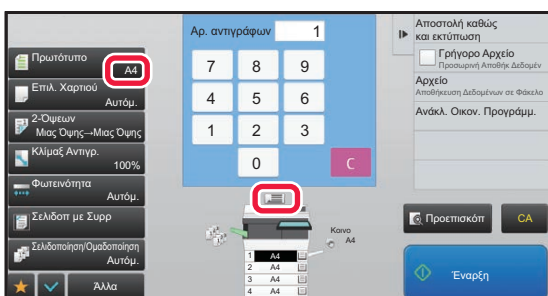 Πρωτότυπο
A4
Επιλ. Χαρτού
Αυτόμ.
2-Όψεων
Μιας Όψης→Μιας Όψης
Κλίμαξ Αντιγρ.
100%
Φωτεινότητα
Αυτόμ.
Σελιδοπ με Συρρ
Σελιδοποίηση/Ομαδοποίηση
Αυτόμ.
Άλλα
Αρ. αντιγράφων 1
7 8 9
4 5 6
1 2 3
0 C
Κοινο
A4
1 A4
2 A4
3 A4
4 A4
Αποστολή καθώς
και εκτύπωση
Γρήγορο Αρχείο
Προσωρινή Αποθήκ Δεδομέν
Αρχείο
Αποθήκευση Δεδομένων σε Φάκελο
Ανάκλ. Οικον. Προγράμμ.
Προεπισκόπ
CA
Έναρξη